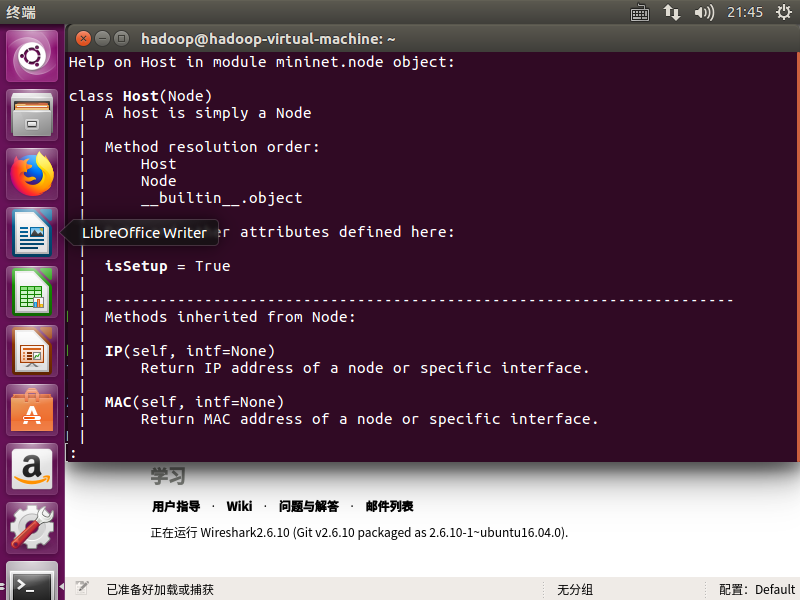 终端
21:45
hadoop@hadoop-virtual-machine: ~
Help on Host in module mininet.node object:
class Host(Node)
| A host is simply a Node
|
| Method resolution order:
| Host
| Node
| __builtin__.object
|
LibreOffice Writer
attributes defined here:
|
| isSetup = True
|
| ----------------------------------------------------------------------
| Methods inherited from Node:
|
| IP(self, intf=None)
| Return IP address of a node or specific interface.
|
| MAC(self, intf=None)
| Return MAC address of a node or specific interface.
|
:
学习
用户指导 · Wiki · 问题与解答 · 邮件列表
正在运行 Wireshark2.6.10 (Git v2.6.10 packaged as 2.6.10-1~ubuntu16.04.0).
已准备好加载或捕获
无分组
配置: Default